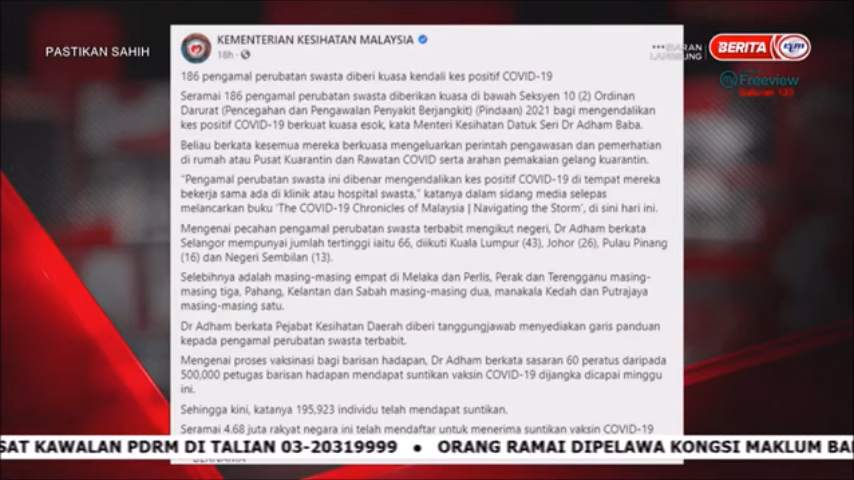 PASTIKAN SAHIH
KEMENTERIAN KESIHATAN MALAYSIA
18h
SIARAN
LANGSUNG
BERITA rtm
myFreeview
Saluran 123
186 pengamal perubatan swasta diberi kuasa kendali kes positif COVID-19
Seramai 186 pengamal perubatan swasta diberikan kuasa di bawah Seksyen 10 (2) Ordinan
Darurat (Pencegahan dan Pengawalan Penyakit Berjangkit) (Pindaan) 2021 bagi mengendalikan
kes positif COVID-19 berkuat kuasa esok, kata Menteri Kesihatan Datuk Seri Dr Adham Baba.
Beliau berkata kesemua mereka berkuasa mengeluarkan perintah pengawasan dan pemerhatian
di rumah atau Pusat Kuarantin dan Rawatan COVID serta arahan pemakaian gelang kuarantin.
"Pengamal perubatan swasta ini dibenar mengendalikan kes positif COVID-19 di tempat mereka
bekerja sama ada di klinik atau hospital swasta," katanya dalam sidang media selepas
melancarkan buku 'The COVID-19 Chronicles of Malaysia | Navigating the Storm', di sini hari ini.
Mengenai pecahan pengamal perubatan swasta terbabit mengikut negeri, Dr Adham berkata
Selangor mempunyai jumlah tertinggi iaitu 66, diikuti Kuala Lumpur (43), Johor (26), Pulau Pinang
(16) dan Negeri Sembilan (13).
Selebihnya adalah masing-masing empat di Melaka dan Perlis, Perak dan Terengganu masing-
masing tiga, Pahang, Kelantan dan Sabah masing-masing dua, manakala Kedah dan Putrajaya
masing-masing satu.
Dr Adham berkata Pejabat Kesihatan Daerah diberi tanggungjawab menyediakan garis panduan
kepada pengamal perubatan swasta terbabit.
Mengenai proses vaksinasi bagi barisan hadapan, Dr Adham berkata sasaran 60 peratus daripada
500,000 petugas barisan hadapan mendapat suntikan vaksin COVID-19 dijangka dicapai minggu
ini.
Sehingga kini, katanya 195,923 individu telah mendapat suntikan.
Seramai 4.68 juta rakyat negara ini telah mendaftar untuk menerima suntikan vaksin COVID-19
SAT KAWALAN PDRM DI TALIAN 03-20319999 ● ORANG RAMAI DIPELAWA KONGSI MAKLUM BA